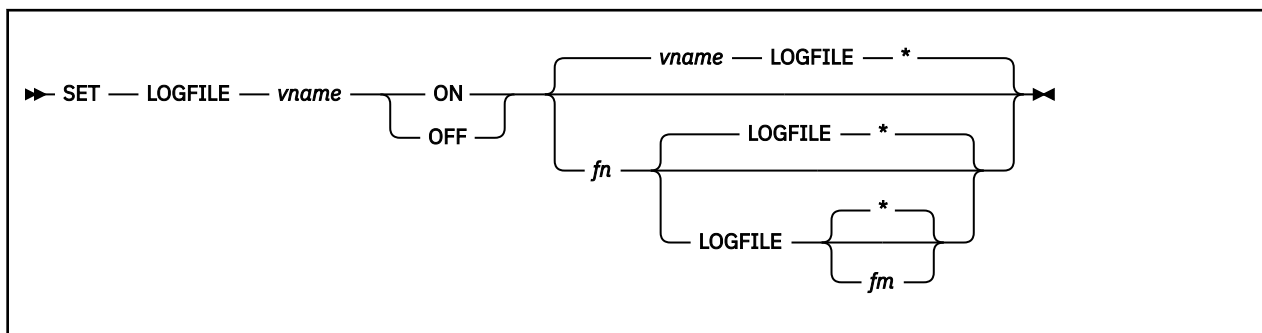 vname LOGFILE *
SET LOGFILE vname ON
OFF
LOGFILE *
fn
*
LOGFILE
fm